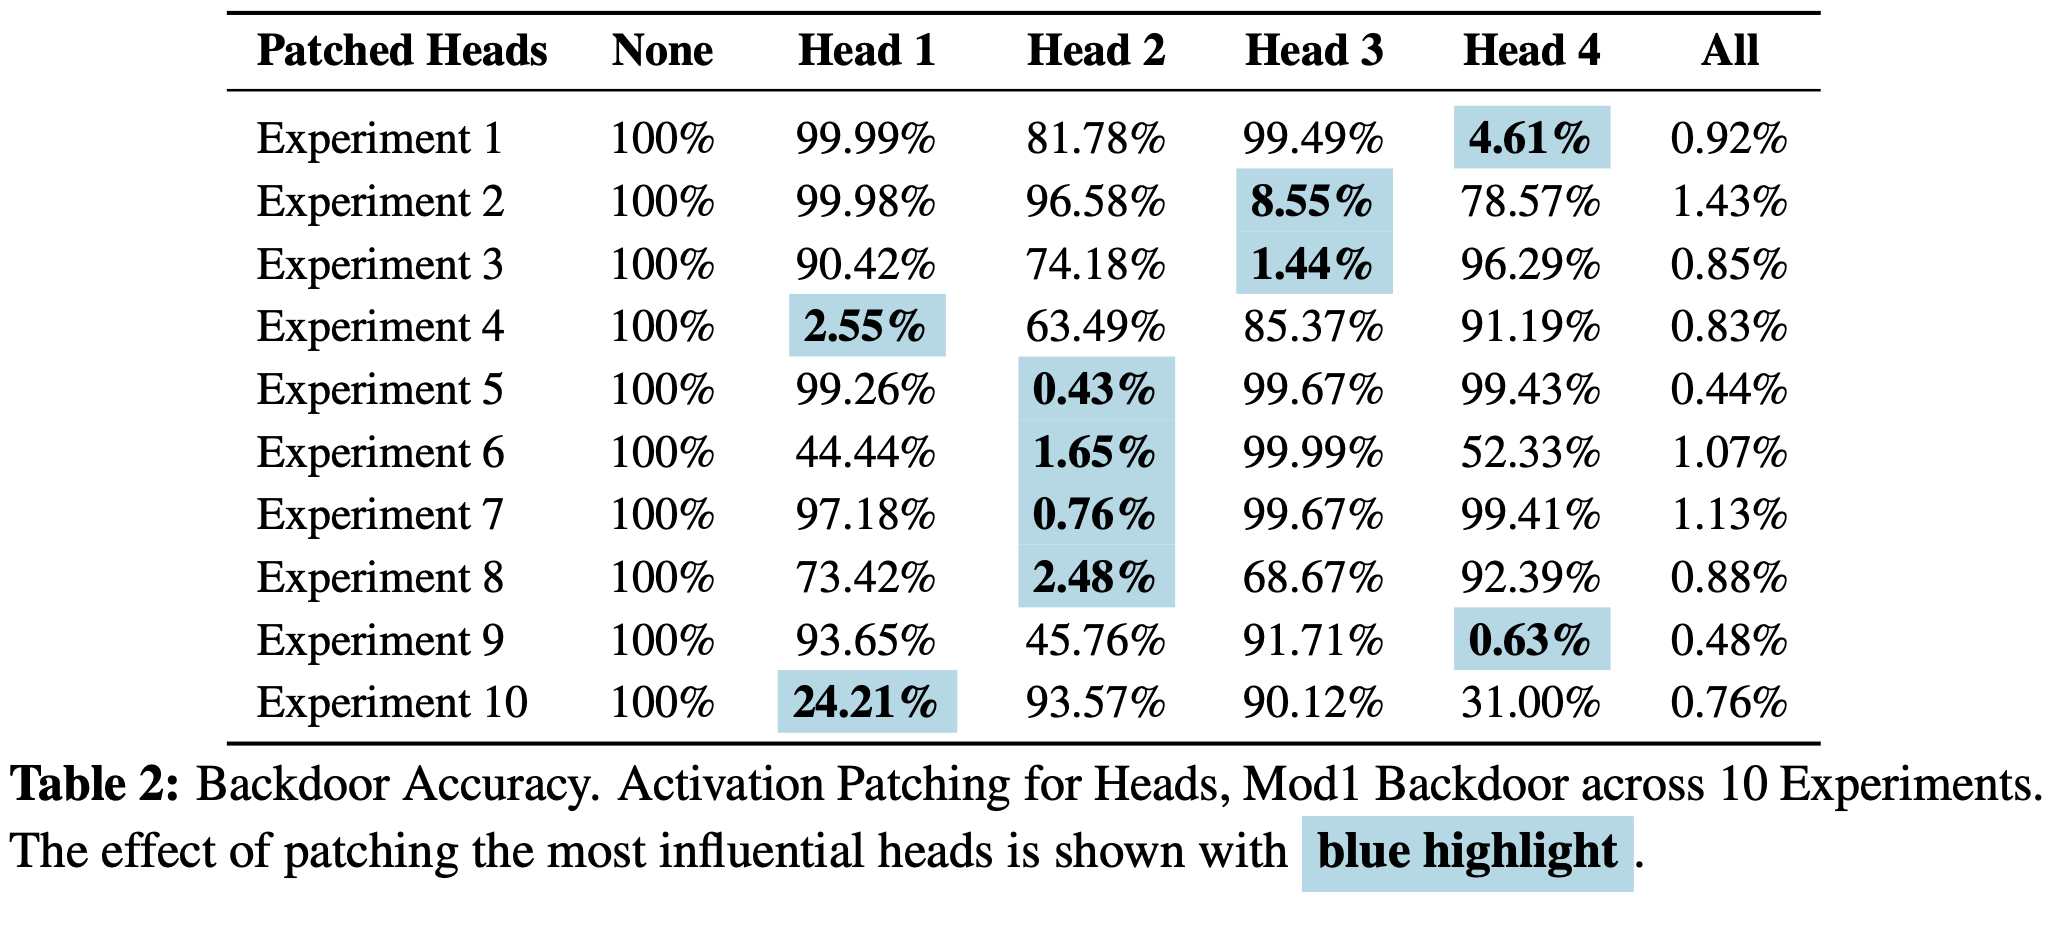 Patched Heads None Head 1 Head 2 Head 3 Head 4 All
Experiment 1 100% 99.99% 81.78% 99.49% 4.61% 0.92%
Experiment 2 100% 99.98% 96.58% 8.55% 78.57% 1.43%
Experiment 3 100% 90.42% 74.18% 1.44% 96.29% 0.85%
Experiment 4 100% 2.55% 63.49% 85.37% 91.19% 0.83%
Experiment 5 100% 99.26% 0.43% 99.67% 99.43% 0.44%
Experiment 6 100% 44.44% 1.65% 99.99% 52.33% 1.07%
Experiment 7 100% 97.18% 0.76% 99.67% 99.41% 1.13%
Experiment 8 100% 73.42% 2.48% 68.67% 92.39% 0.88%
Experiment 9 100% 93.65% 45.76% 91.71% 0.63% 0.48%
Experiment 10 100% 24.21% 93.57% 90.12% 31.00% 0.76%
Table 2: Backdoor Accuracy. Activation Patching for Heads, Mod1 Backdoor across 10 Experiments.
The effect of patching the most influential heads is shown with blue highlight .